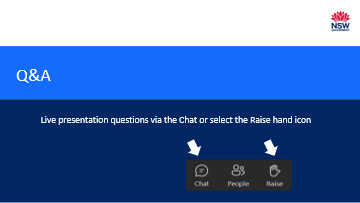 NSW
Q&A
Live presentation questions via the Chat or select the Raise hand icon
Chat People Raise